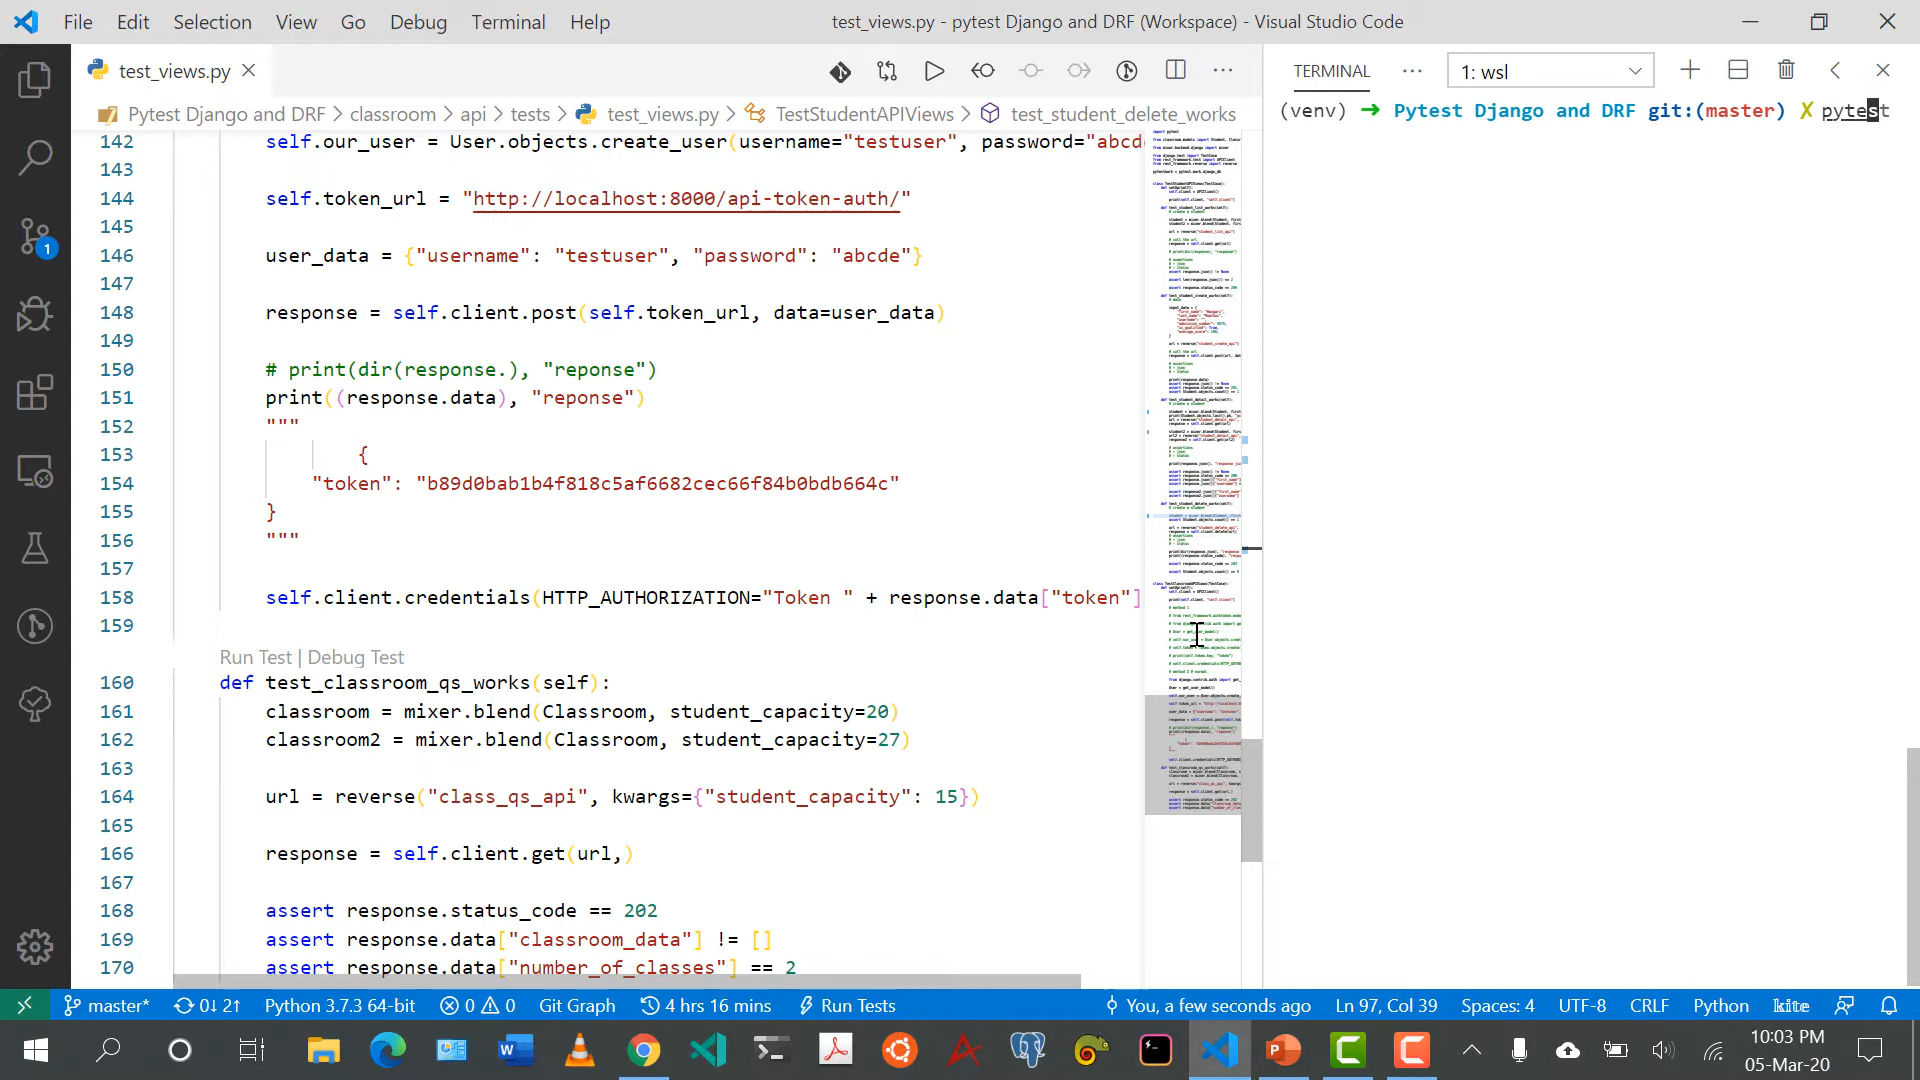 File Edit Selection View Go Debug Terminal Help
test_views.py - pytest Django and DRF (Workspace) - Visual Studio Code
test_views.py
TERMINAL
1: wsl
Pytest Django and DRF > classroom > api > tests > test_views.py > TestStudentAPIViews > test_student_delete_works
(venv) → Pytest Django and DRF git:(master) ✗ pytest
142 self.our_user = User.objects.create_user(username="testuser", password="abcd
143
144 self.token_url = "http://localhost:8000/api-token-auth/"
145
146 user_data = {"username": "testuser", "password": "abcde"}
147
148 response = self.client.post(self.token_url, data=user_data)
149
150 # print(dir(response.), "reponse")
151 print((response.data), "reponse")
152 """
153 {
154 "token": "b89d0bab1b4f818c5af6682cec66f84b0bdb664c"
155 }
156 """
157
158 self.client.credentials(HTTP_AUTHORIZATION="Token " + response.data["token"]
159
Run Test | Debug Test
160 def test_classroom_qs_works(self):
161 classroom = mixer.blend(Classroom, student_capacity=20)
162 classroom2 = mixer.blend(Classroom, student_capacity=27)
163
164 url = reverse("class_qs_api", kwargs={"student_capacity": 15})
165
166 response = self.client.get(url,)
167
168 assert response.status_code == 202
169 assert response.data["classroom_data"] != []
170 assert response.data["number_of_classes"] == 2
1
master* 0↓ 2↑ Python 3.7.3 64-bit 0 0 Git Graph 4 hrs 16 mins Run Tests You, a few seconds ago Ln 97, Col 39 Spaces: 4 UTF-8 CRLF Python kite
10:03 PM
05-Mar-20